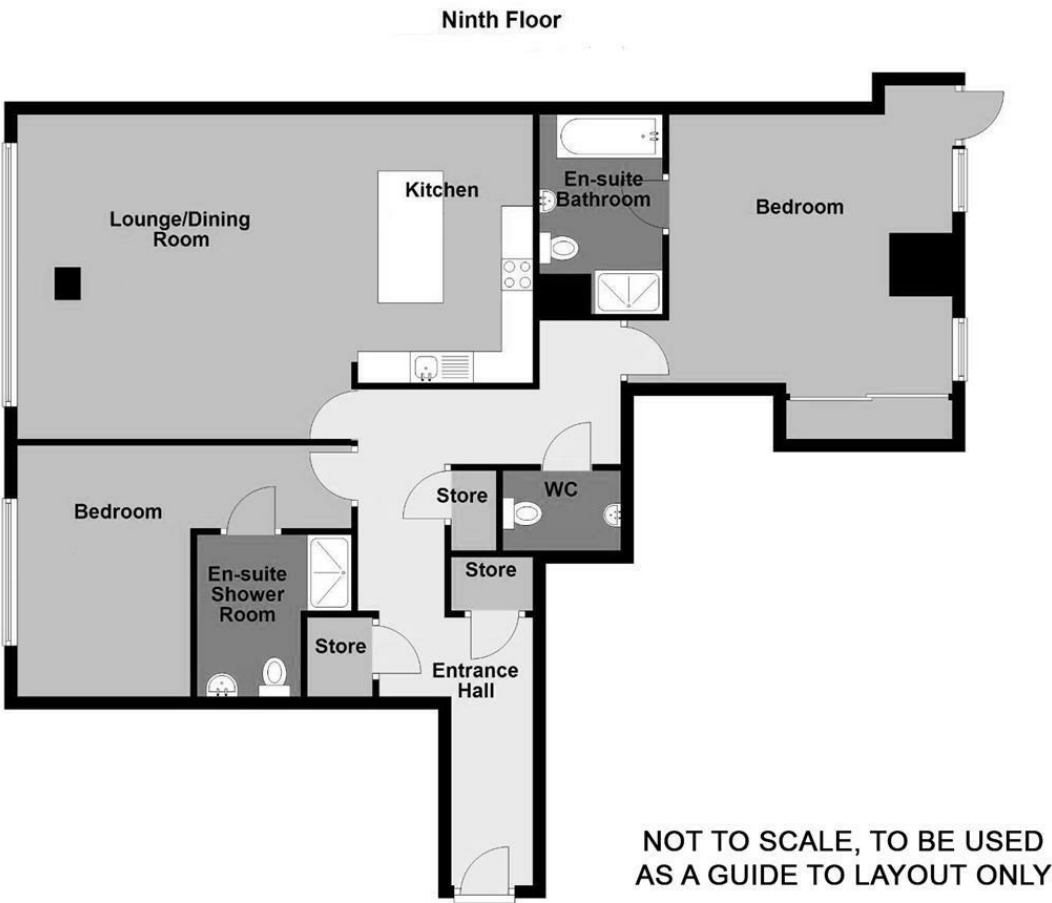 Ninth Floor
Kitchen
Lounge/Dining
Room
En-suite
Bathroom
Bedroom
Bedroom
Store
WC
Store
En-suite
Shower
Room
Store
Entrance
Hall
NOT TO SCALE, TO BE USED
AS A GUIDE TO LAYOUT ONLY